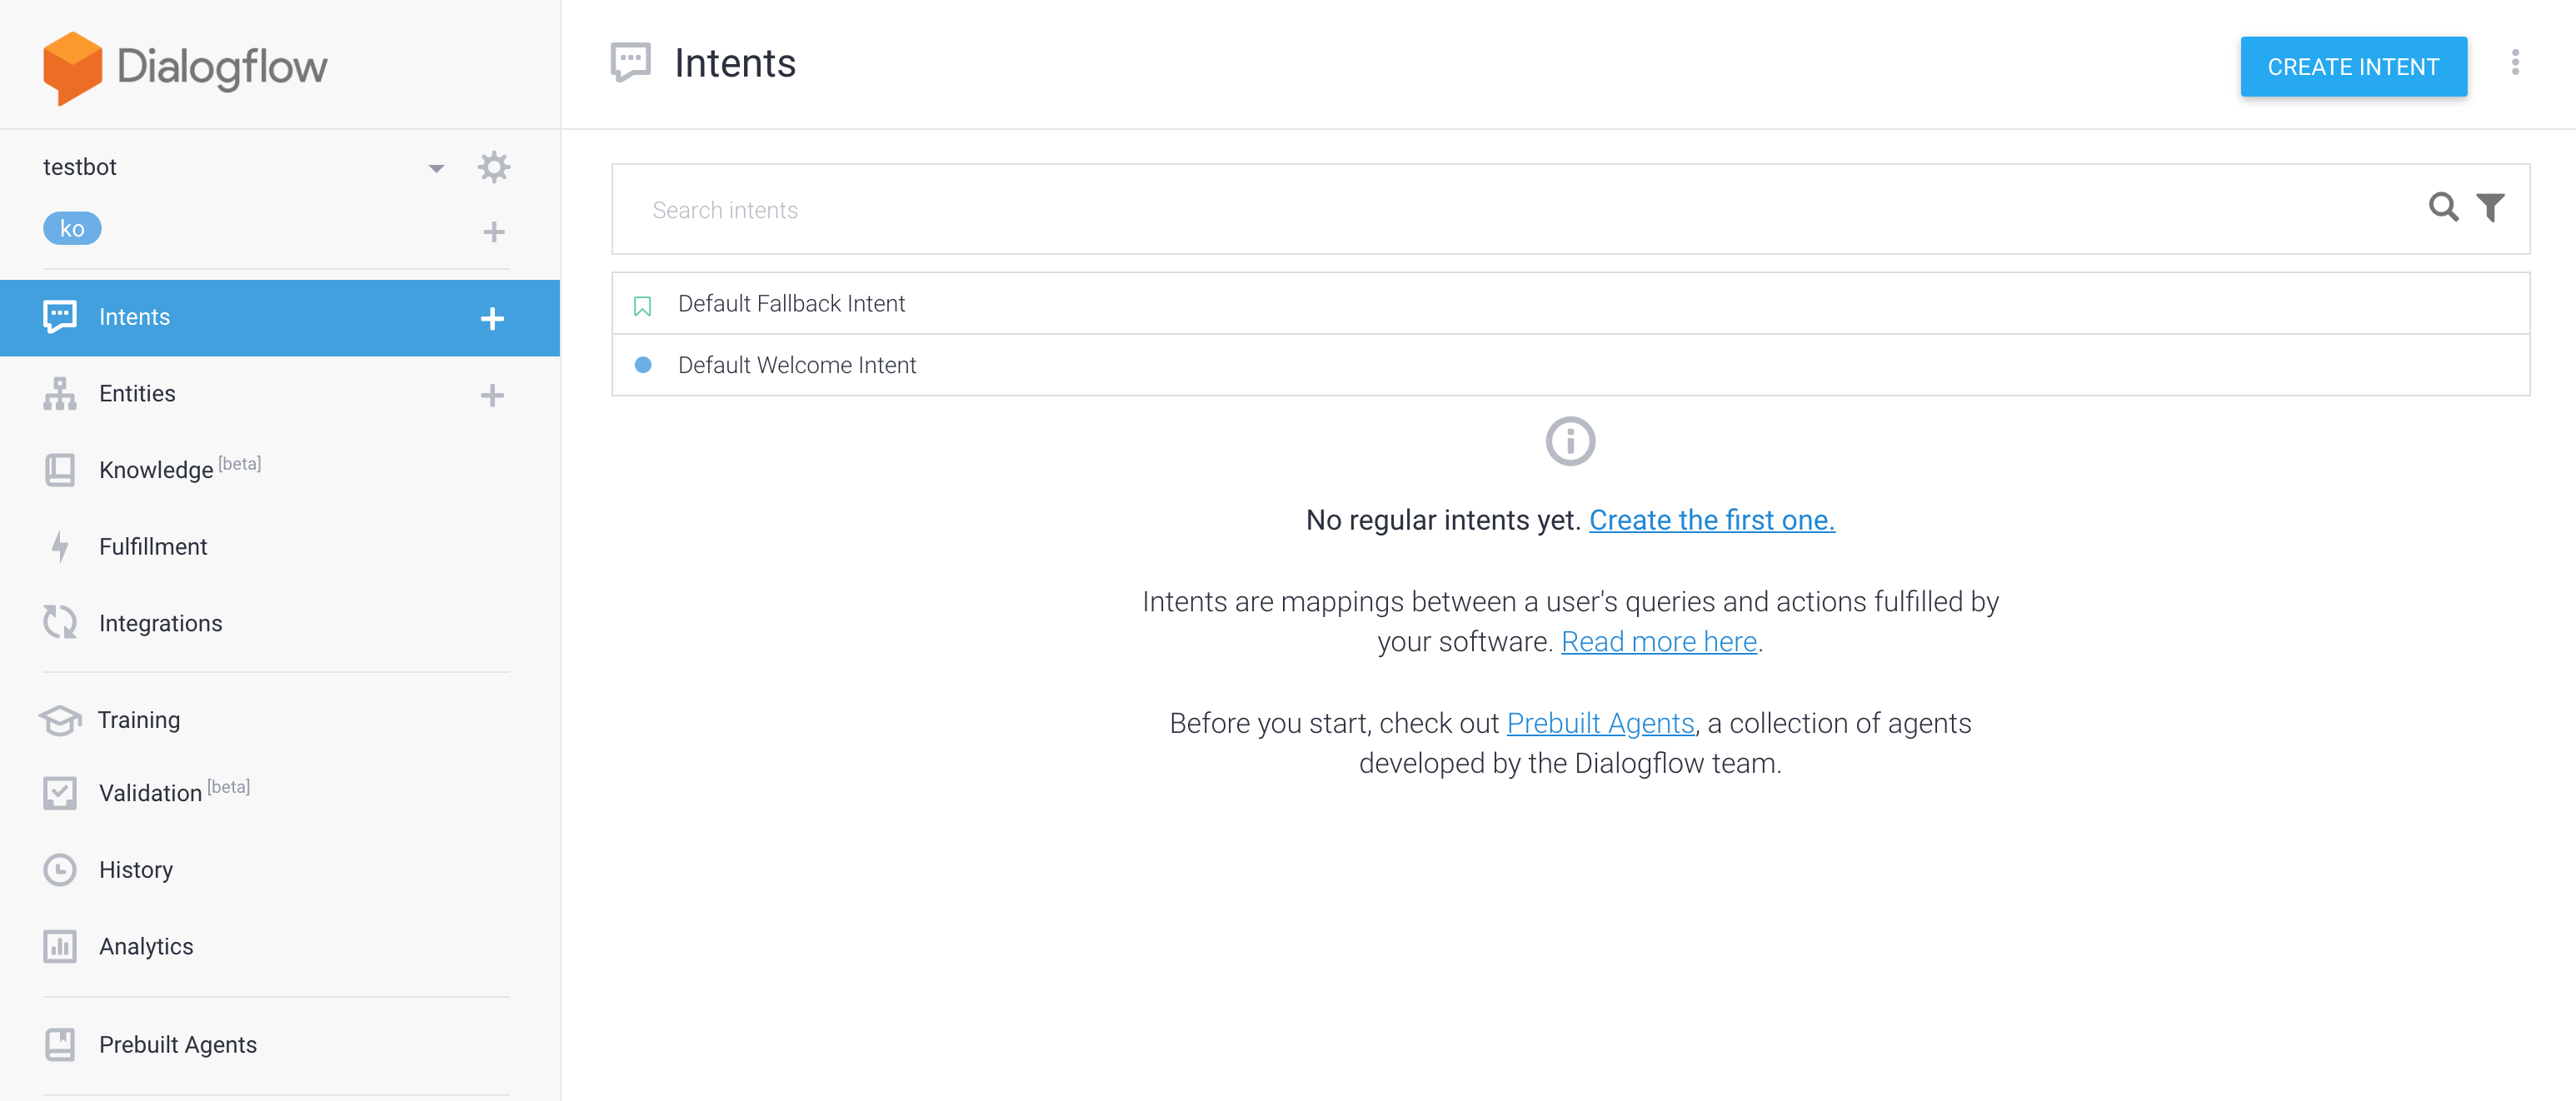 Dialogflow
testbot
ko
Intents
Entities
Knowledge [beta]
Fulfillment
Integrations
Training
Validation [beta]
History
Analytics
Prebuilt Agents
Intents
CREATE INTENT
Search intents
Default Fallback Intent
Default Welcome Intent
No regular intents yet. Create the first one.
Intents are mappings between a user's queries and actions fulfilled by
your software. Read more here.
Before you start, check out Prebuilt Agents, a collection of agents
developed by the Dialogflow team.